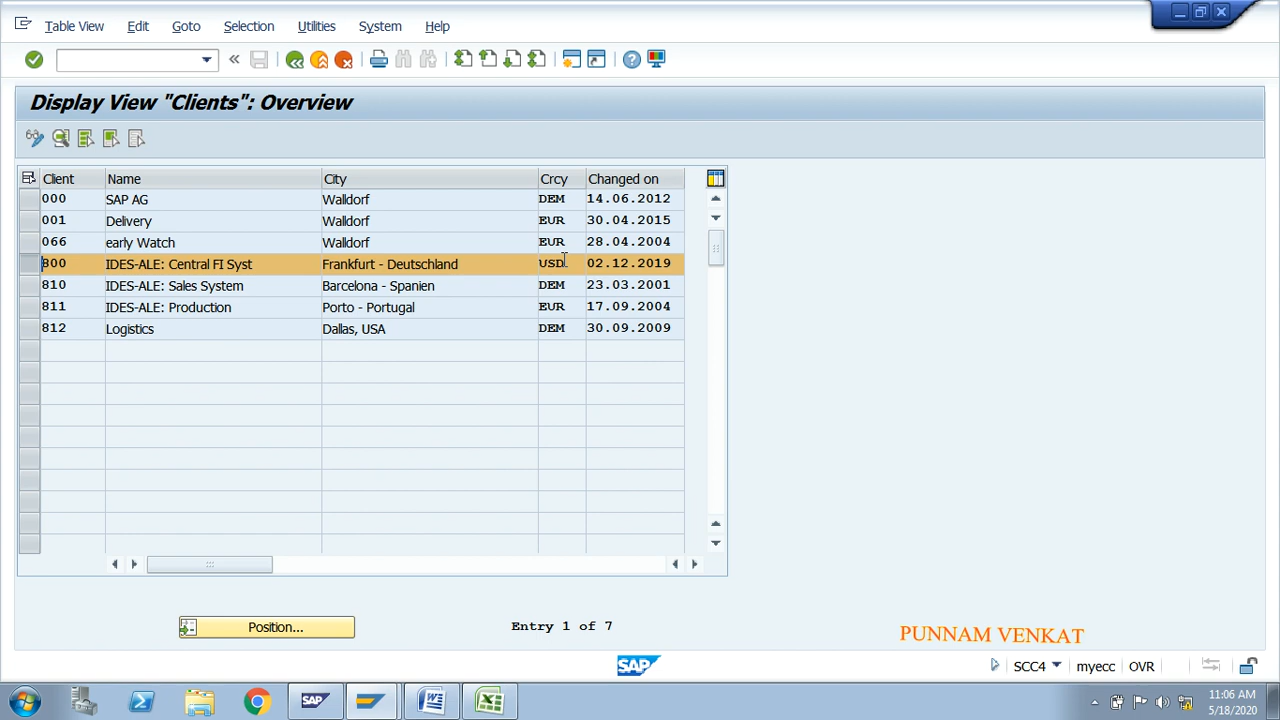 Table View Edit Goto Selection Utilities System Help
Display View "Clients": Overview
Client Name City Crcy Changed on
000 SAP AG Walldorf DEM 14.06.2012
001 Delivery Walldorf EUR 30.04.2015
066 early Watch Walldorf EUR 28.04.2004
800 IDES-ALE: Central FI Syst Frankfurt - Deutschland USD 02.12.2019
810 IDES-ALE: Sales System Barcelona - Spanien DEM 23.03.2001
811 IDES-ALE: Production Porto - Portugal EUR 17.09.2004
812 Logistics Dallas, USA DEM 30.09.2009
Position... Entry 1 of 7
PUNNAM VENKAT
SAP SCC4 myecc OVR
11:06 AM
5/18/2020